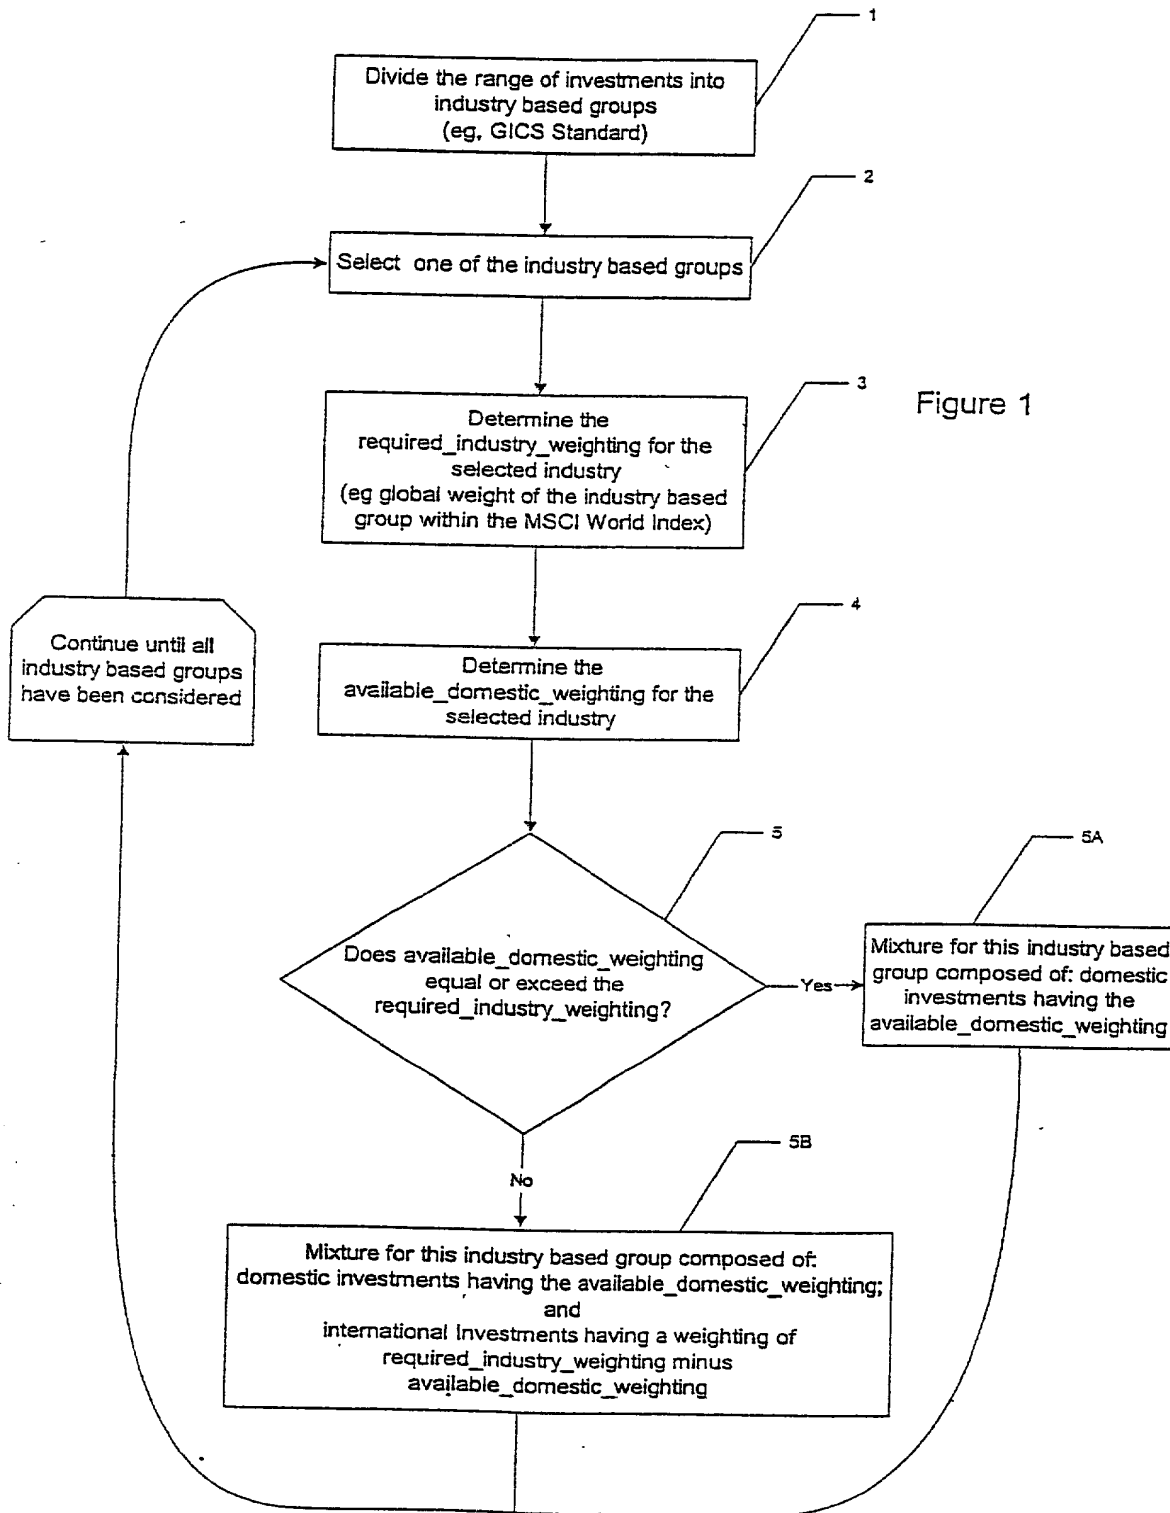 1
Divide the range of investments into
industry based groups
(eg, GICS Standard)
2
Select one of the industry based groups
3
Figure 1
Determine the
required_industry_weighting for the
selected industry
(eg global weight of the industry based
group within the MSCI World Index)
4
Continue until all
industry based groups
have been considered
Determine the
available_domestic_weighting for the
selected industry
5
5A
Does available_domestic_weighting
equal or exceed the
required_industry_weighting?
Yes
Mixture for this industry based
group composed of: domestic
investments having the
available_domestic_weighting
5B
No
Mixture for this industry based group composed of:
domestic investments having the available_domestic_weighting;
and
international Investments having a weighting of
required_industry_weighting minus
available_domestic_weighting